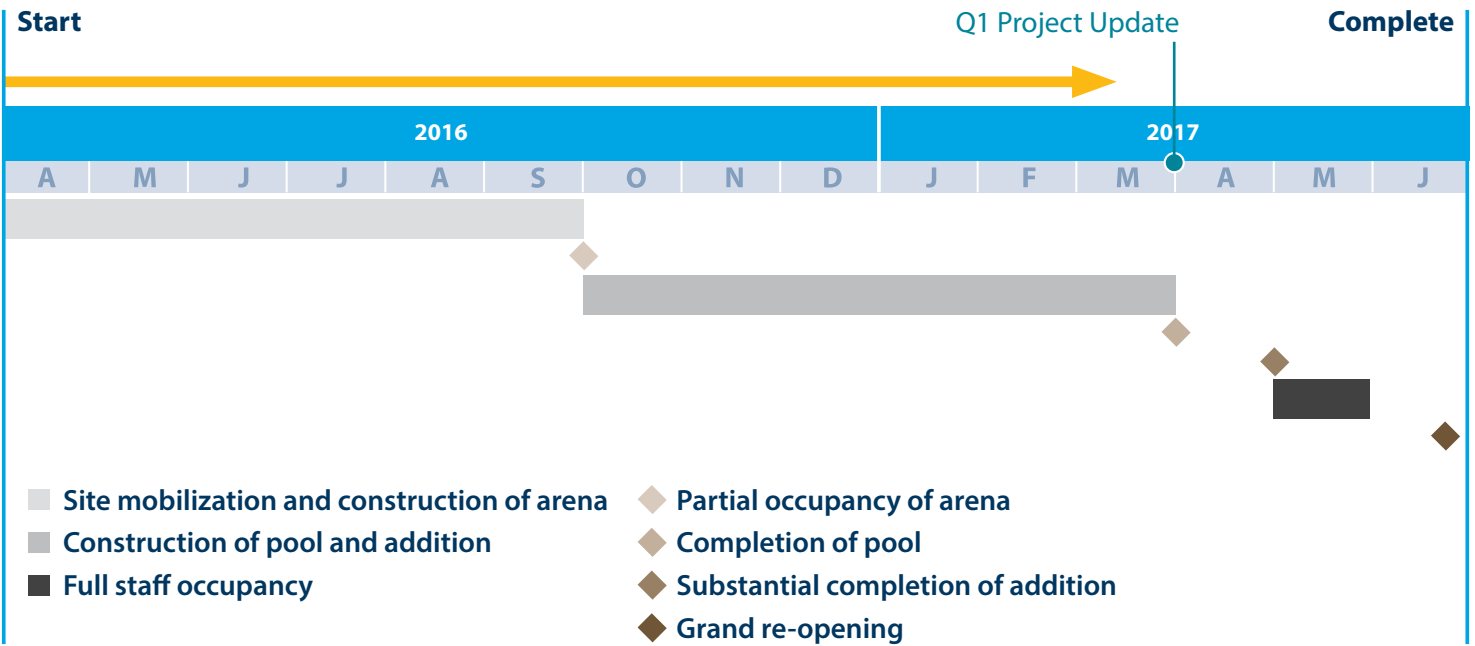 Start Q1 Project Update Complete
2016 2017
A M J J A S O N D J F M A M J
Site mobilization and construction of arena
Construction of pool and addition
Full staff occupancy
Partial occupancy of arena
Completion of pool
Substantial completion of addition
Grand re-opening